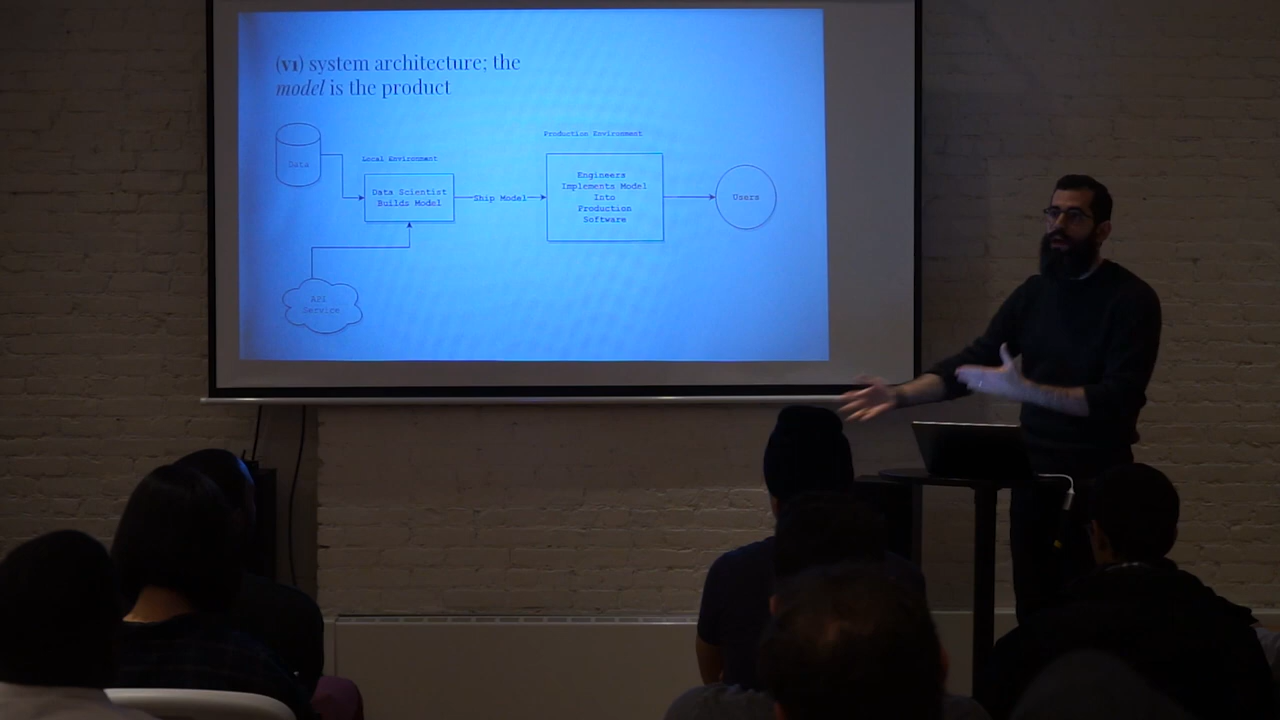 (v1) system architecture; the
model is the product
Production Environment
Local Environment
Data
Data Scientist
Builds Model
Ship Model
Engineers
Implements Model
Into
Production
Software
Users
API
Service